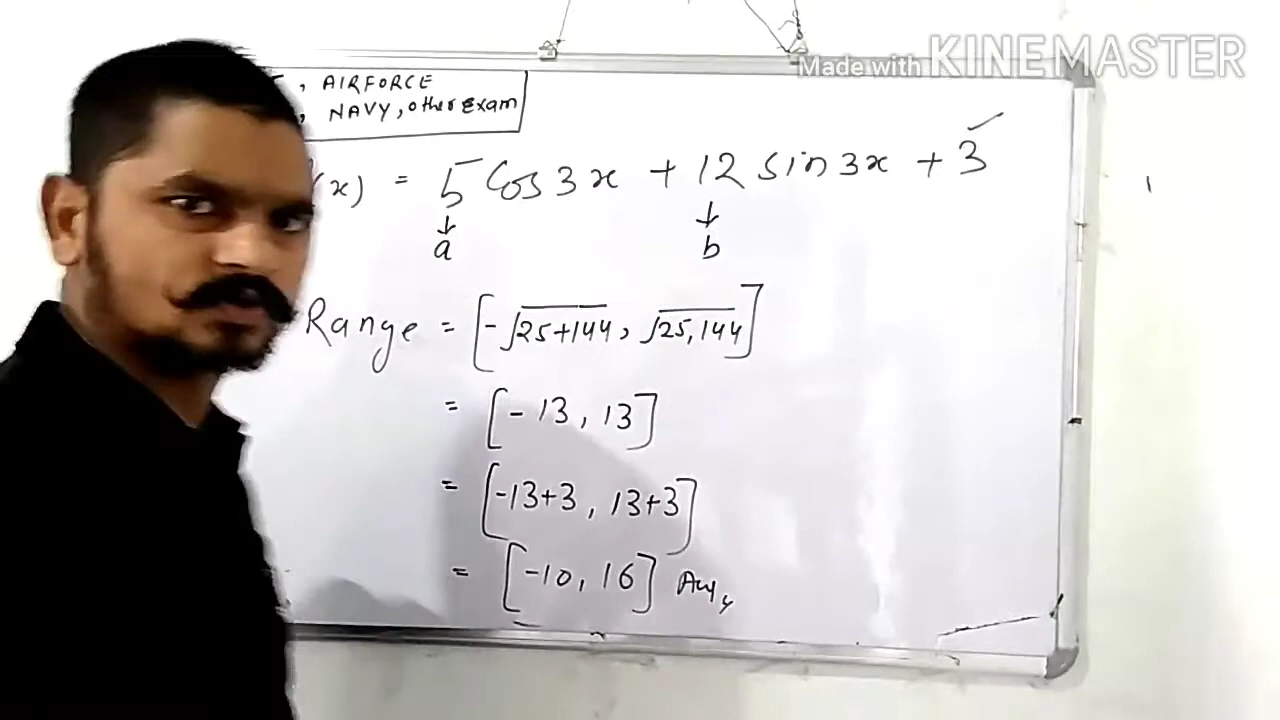 Made with KINEMASTER
, AIRFORCE
, NAVY, other Exam
(x) = 5 cos 3x + 12 sin 3x + 3
a b
Range = [-√25+144, √25,144]
= [-13, 13]
= [-13+3, 13+3]
= [-10, 16]